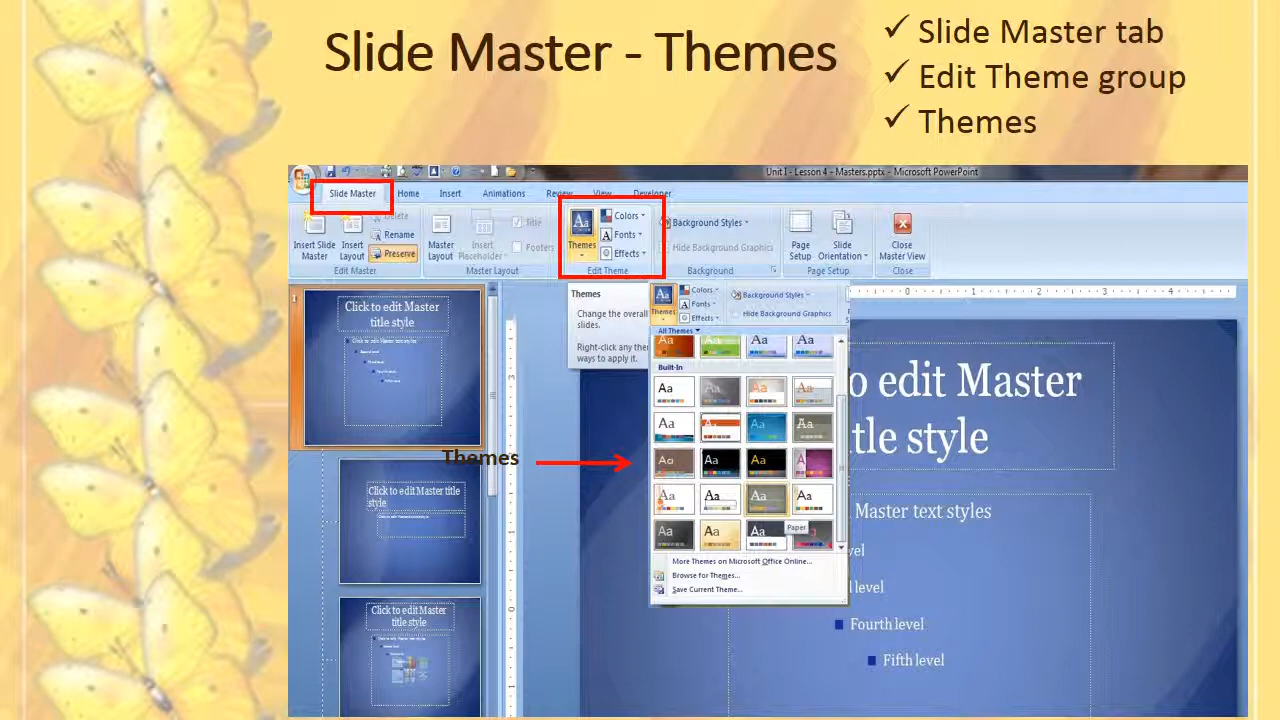 Slide Master - Themes
✓ Slide Master tab
✓ Edit Theme group
✓ Themes
Unit I - Lesson 4 - Masters.pptx - Microsoft PowerPoint
Slide Master Home Insert Animations Review View Developer
Insert Slide Master
Insert Layout
Delete
Rename
Preserve
Edit Master
Master Layout
Insert Placeholder
Title
Footers
Master Layout
Themes
Colors
Fonts
Effects
Edit Theme
Background Styles
Hide Background Graphics
Background
Page Setup
Slide Orientation
Page Setup
Close Master View
Close
1
Themes
Change the overall
slides.
Right-click any
ways to apply it.
Themes
Colors
Fonts
Effects
Background Styles
Hide Background Graphics
All Themes
Built-In
Paper
More Themes on Microsoft Office Online...
Browse for Themes...
Save Current Theme...
Themes
Click to edit Master
title style
Click to edit Master title
style
Click to edit Master
title style
0 1 2 3 4
o edit Master
tle style
Master text styles
vel
d level
Fourth level
Fifth level